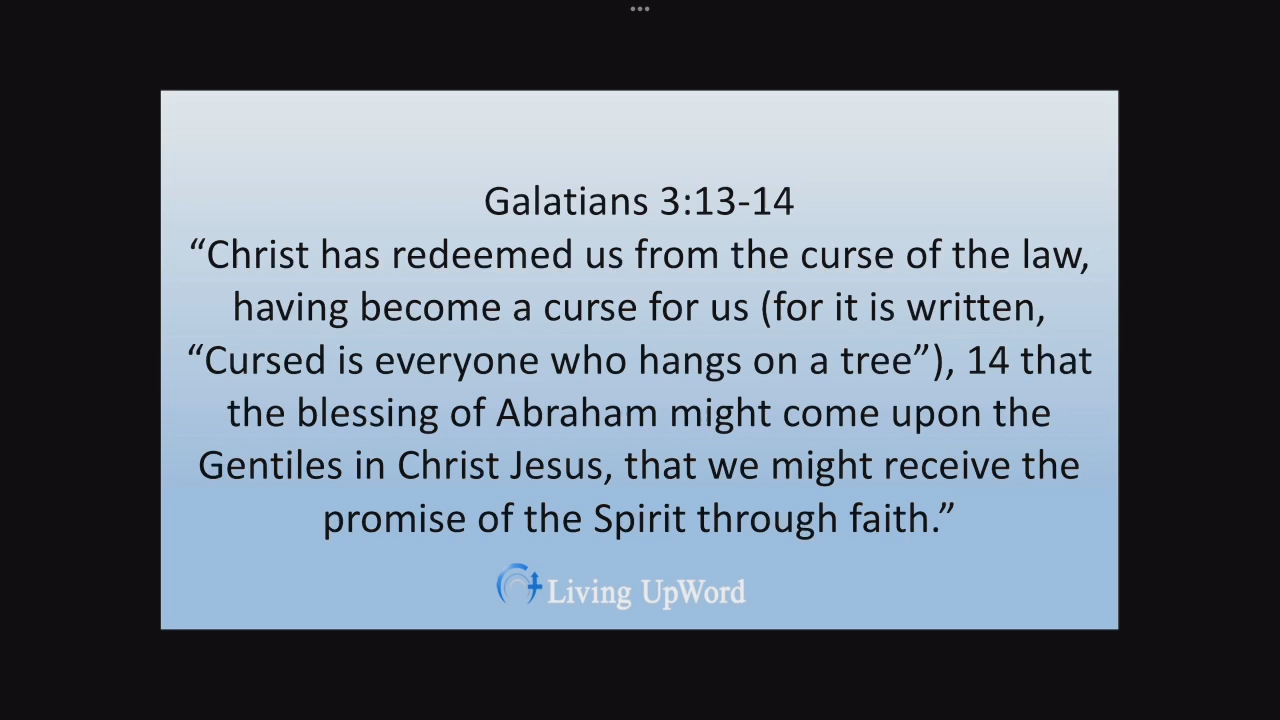 Galatians 3:13-14
“Christ has redeemed us from the curse of the law,
having become a curse for us (for it is written,
“Cursed is everyone who hangs on a tree”), 14 that
the blessing of Abraham might come upon the
Gentiles in Christ Jesus, that we might receive the
promise of the Spirit through faith.”
Living UpWord